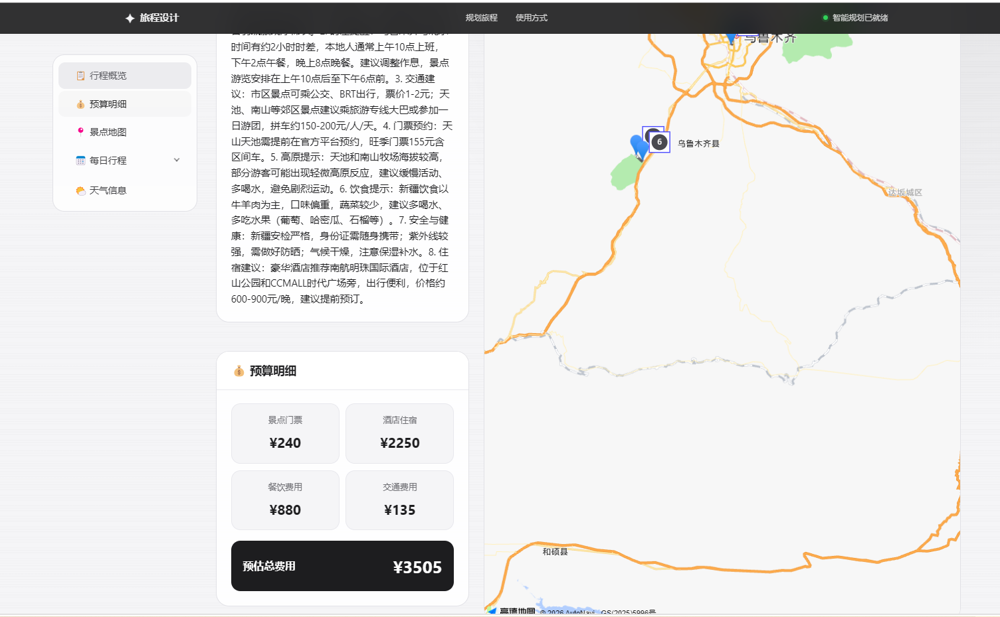 旅程设计
规划旅程
使用方式
智能规划已就绪
行程概览
预算明细
景点地图
每日行程
天气信息
时间有约2小时时差，本地人通常上午10点上班，
下午2点午餐，晚上8点晚餐。建议调整作息，景点
游览安排在上午10点后至下午6点前。3. 交通建
议：市区景点可乘公交、BRT出行，票价1-2元；天
池、南山等郊区景点建议乘旅游专线大巴或参加一
日游团，拼车约150-200元/人/天。4. 门票预约：天
山天池需提前在官方平台预约，旺季门票155元含
区间车。5. 高原提示：天池和南山牧场海拔较高，
部分游客可能出现轻微高原反应，建议缓慢活动、
多喝水，避免剧烈运动。6. 饮食提示：新疆饮食以
牛羊肉为主，口味偏重，蔬菜较少，建议多喝水、
多吃水果（葡萄、哈密瓜、石榴等）。7. 安全与健
康：新疆安检严格，身份证需随身携带；紫外线较
强，需做好防晒；气候干燥，注意保湿补水。8. 住
宿建议：豪华酒店推荐南航明珠国际酒店，位于红
山公园和CCMALL时代广场旁，出行便利，价格约
600-900元/晚，建议提前预订。
预算明细
景点门票
¥240
酒店住宿
¥2250
餐饮费用
¥880
交通费用
¥135
预估总费用
¥3505
乌鲁木齐
6
乌鲁木齐县
达坂城区
和硕县
高德地图
© 2026 AutoNavi - GS(2025)5996号